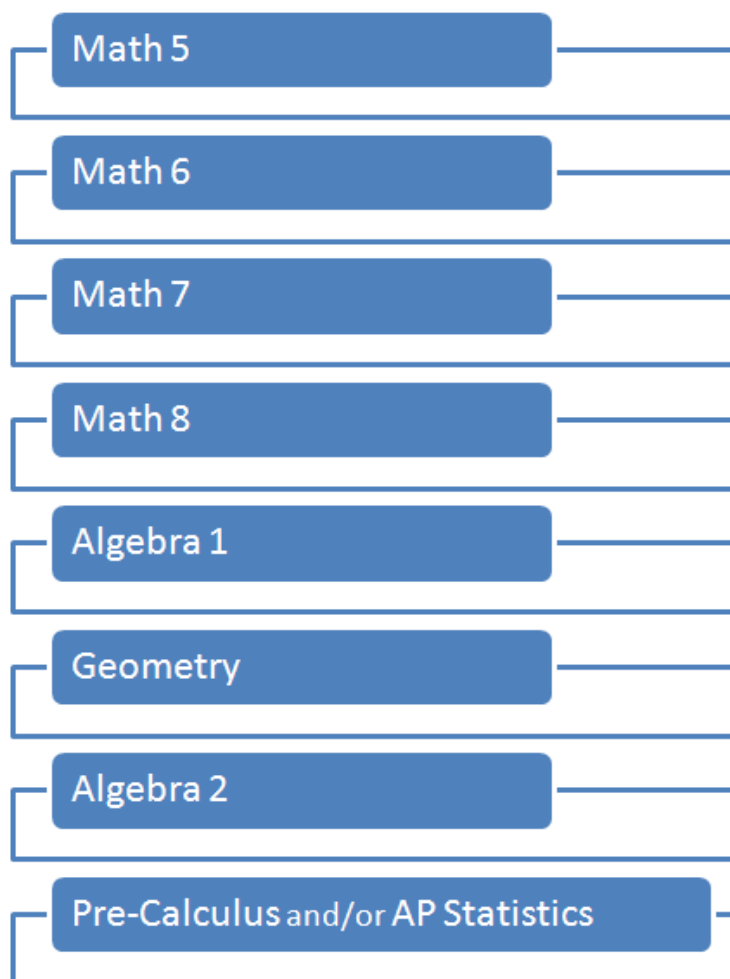 Math 5
Math 6
Math 7
Math 8
Algebra 1
Geometry
Algebra 2
Pre-Calculus and/or AP Statistics